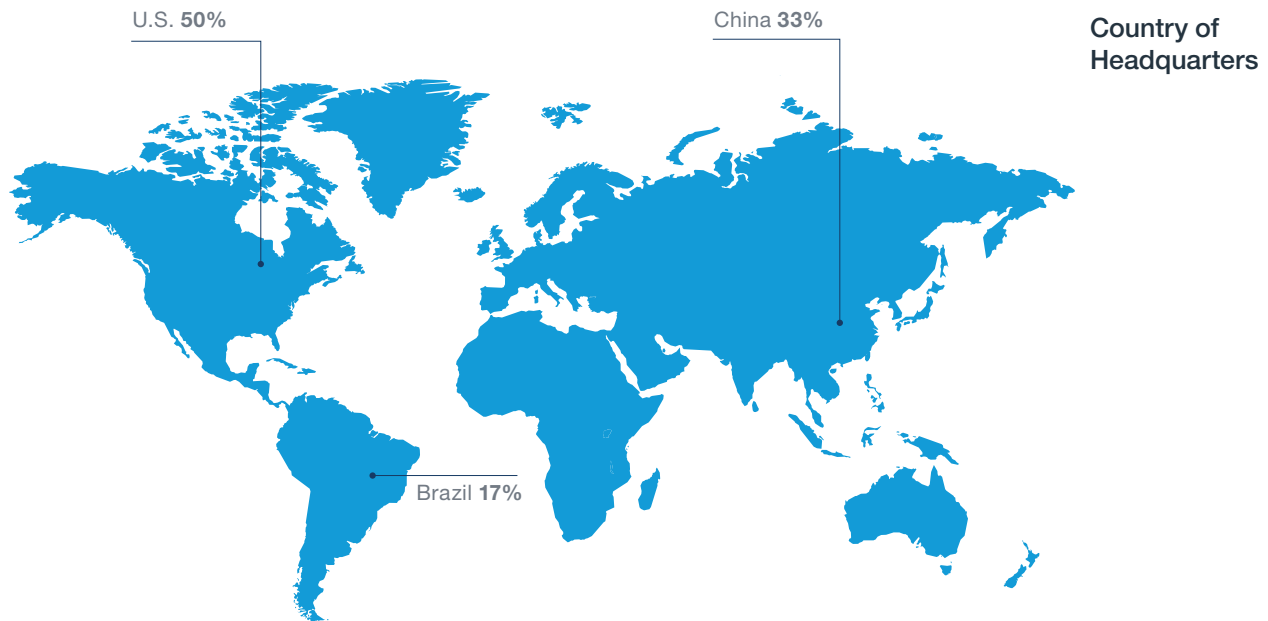 U.S. 50%
China 33%
Country of
Headquarters
Brazil 17%